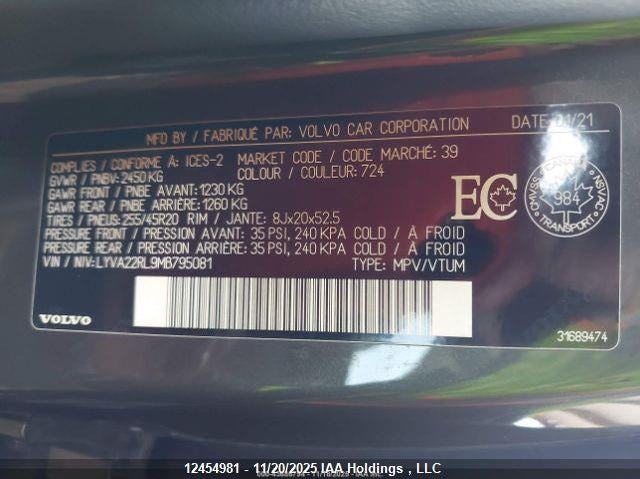 MFD BY / FABRIQUÉ PAR: VOLVO CAR CORPORATION DATE: 01/21
COMPLIES / CONFORME À: ICES-2 MARKET CODE / CODE MARCHÉ: 39
GVWR / PNBV: 2450 KG COLOUR / COULEUR: 724
GAWR FRONT / PNBE AVANT: 1230 KG
GAWR REAR / PNBE ARRIÈRE: 1260 KG
TIRES / PNEUS: 255/45R20 RIM / JANTE: 8Jx20x52.5
PRESSURE FRONT / PRESSION AVANT: 35 PSI, 240 KPA COLD / À FROID
PRESSURE REAR / PRESSION ARRIÈRE: 35 PSI, 240 KPA COLD / À FROID
VIN / NIV: LYVA22RL9MB795081 TYPE: MPV/VTUM
EC
CANADA
CMVSS NSVAC
984
TRANSPORT
VOLVO
31689474
12454981 - 11/20/2025 IAA Holdings , LLC